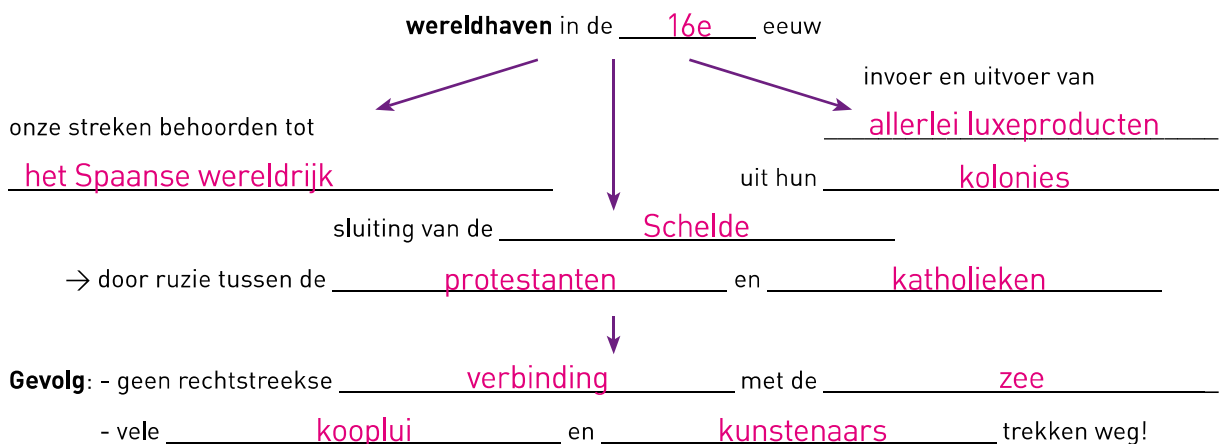 wereldhaven in de 16e eeuw
invoer en uitvoer van
onze streken behoorden tot
allerlei luxeproducten
het Spaanse wereldrijk
uit hun kolonies
sluiting van de Schelde
→ door ruzie tussen de protestanten en katholieken
Gevolg: - geen rechtstreekse verbinding met de zee
- vele kooplui en kunstenaars trekken weg!